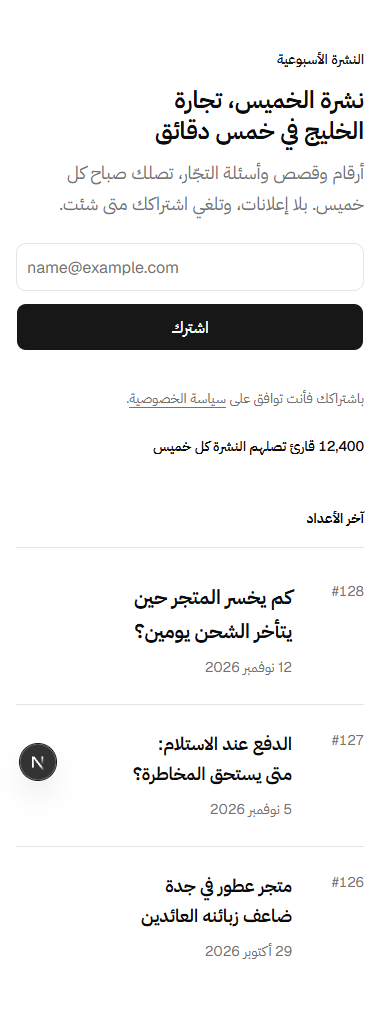 النشرة الأسبوعية
نشرة الخميس، تجارة
الخليج في خمس دقائق
أرقام وقصص وأسئلة التجّار، تصلك صباح كل
خميس. بلا إعلانات، وتلغي اشتراكك متى شئت.
name@example.com
اشترك
باشتراكك فأنت توافق على سياسة الخصوصية.
12,400 قارئ تصلهم النشرة كل خميس
آخر الأعداد
#128
كم يخسر المتجر حين
يتأخر الشحن يومين؟
12 نوفمبر 2026
#127
الدفع عند الاستلام:
متى يستحق المخاطرة؟
5 نوفمبر 2026
N
#126
متجر عطور في جدة
ضاعف زبائنه العائدين
29 أكتوبر 2026